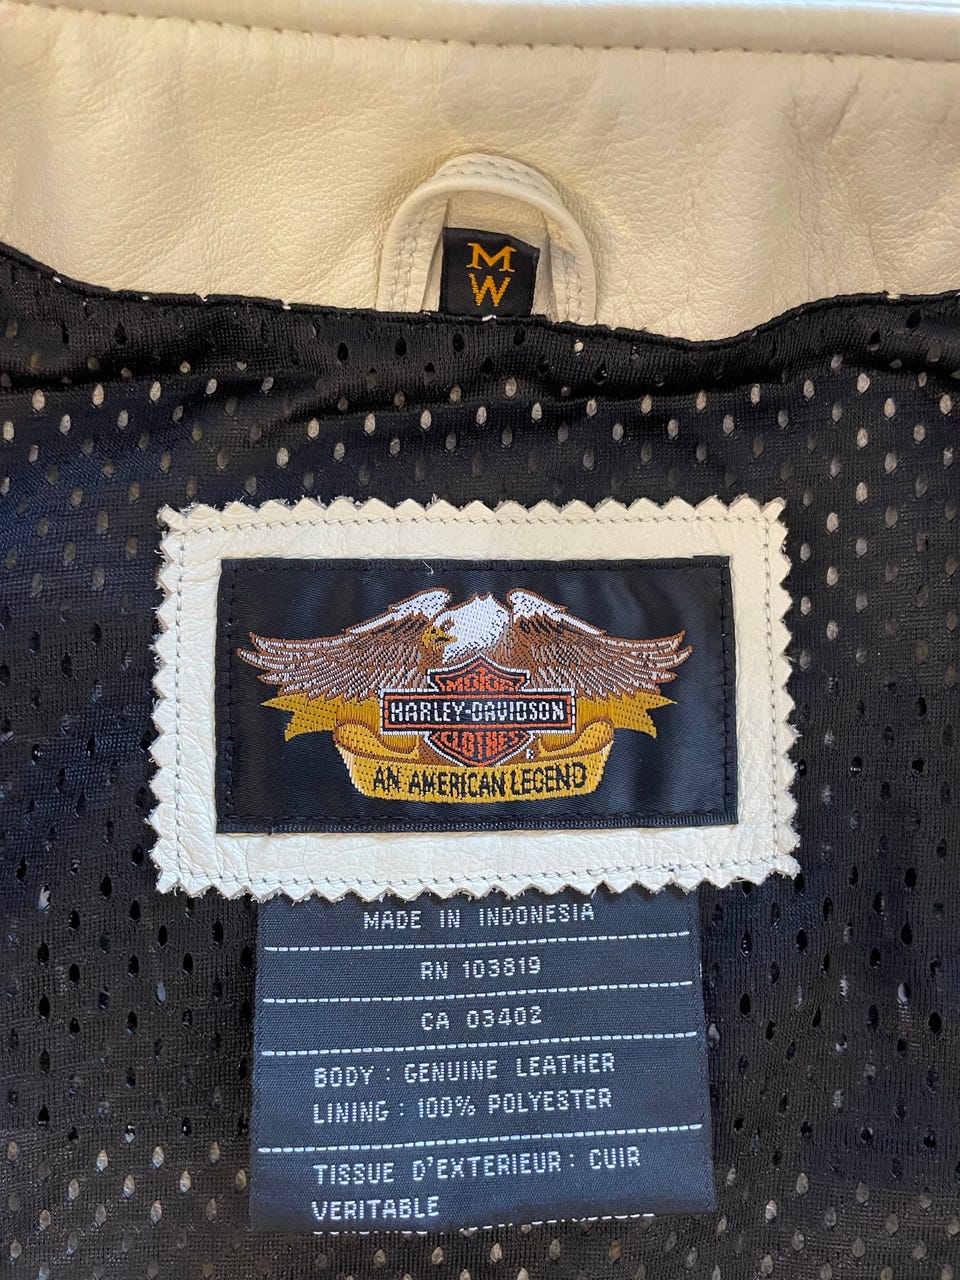 M
W
MOTOR
HARLEY-DAVIDSON
CLOTHES
®
AN AMERICAN LEGEND
MADE IN INDONESIA
RN 103819
CA 03402
BODY : GENUINE LEATHER
LINING : 100% POLYESTER
TISSUE D'EXTERIEUR : CUIR
VERITABLE